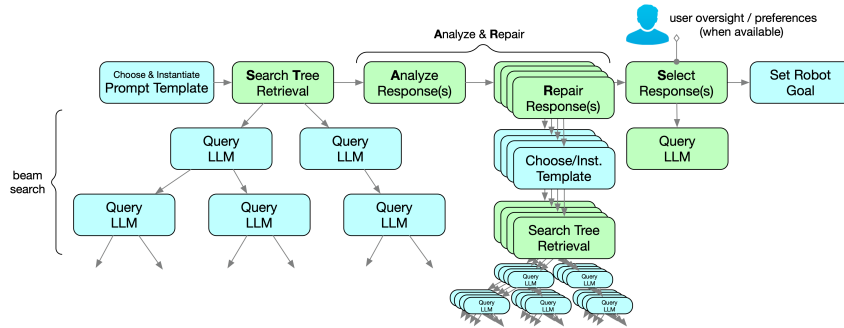 user oversight / preferences
(when available)
Analyze & Repair
Choose & Instantiate
Prompt Template
Search Tree
Retrieval
Analyze
Response(s)
Repair
Response(s)
Select
Response(s)
Set Robot
Goal
beam
search
Query
LLM
Query
LLM
Choose/Inst.
Template
Query
LLM
Query
LLM
Query
LLM
Query
LLM
Search Tree
Retrieval
Query
LLM
Query
LLM
Query
LLM
Query
LLM
Query
LLM